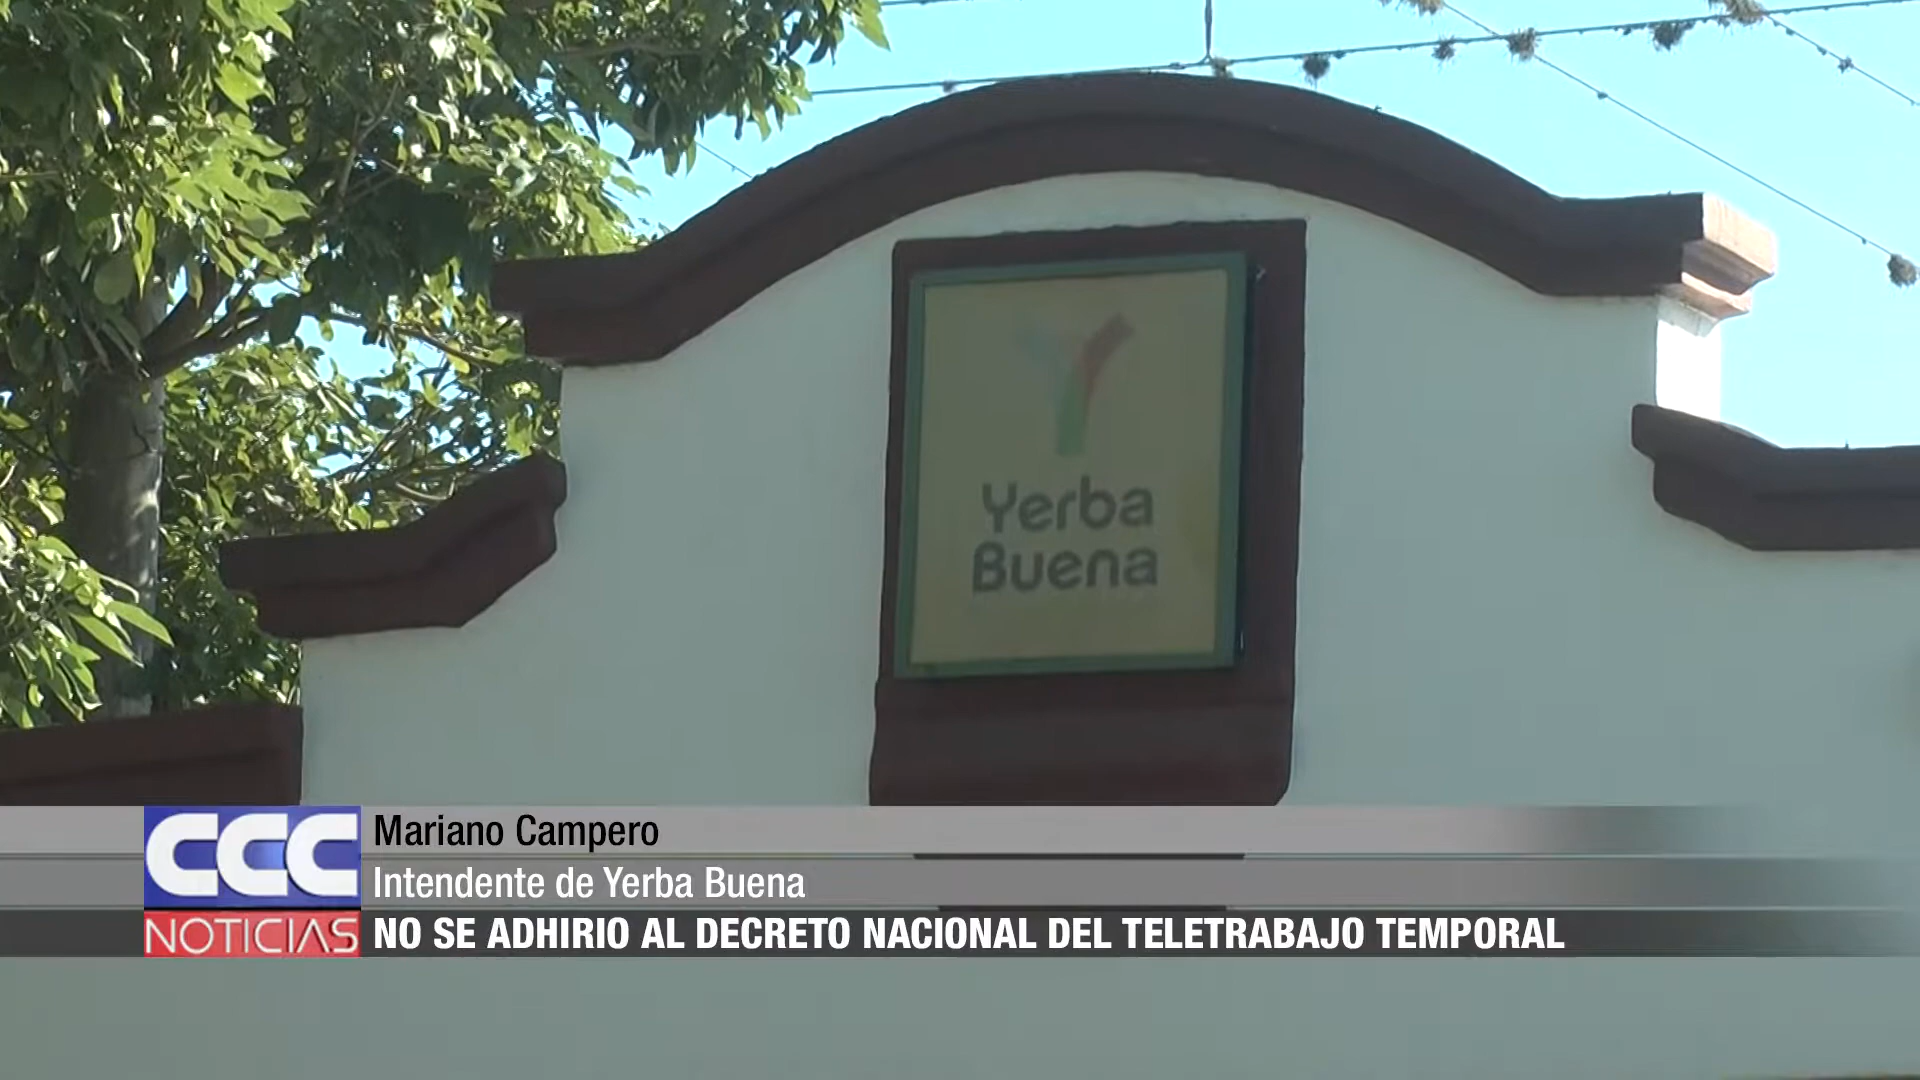 Yerba
Buena
CCC
NOTICIAS
Mariano Campero
Intendente de Yerba Buena
NO SE ADHIRIO AL DECRETO NACIONAL DEL TELETRABAJO TEMPORAL